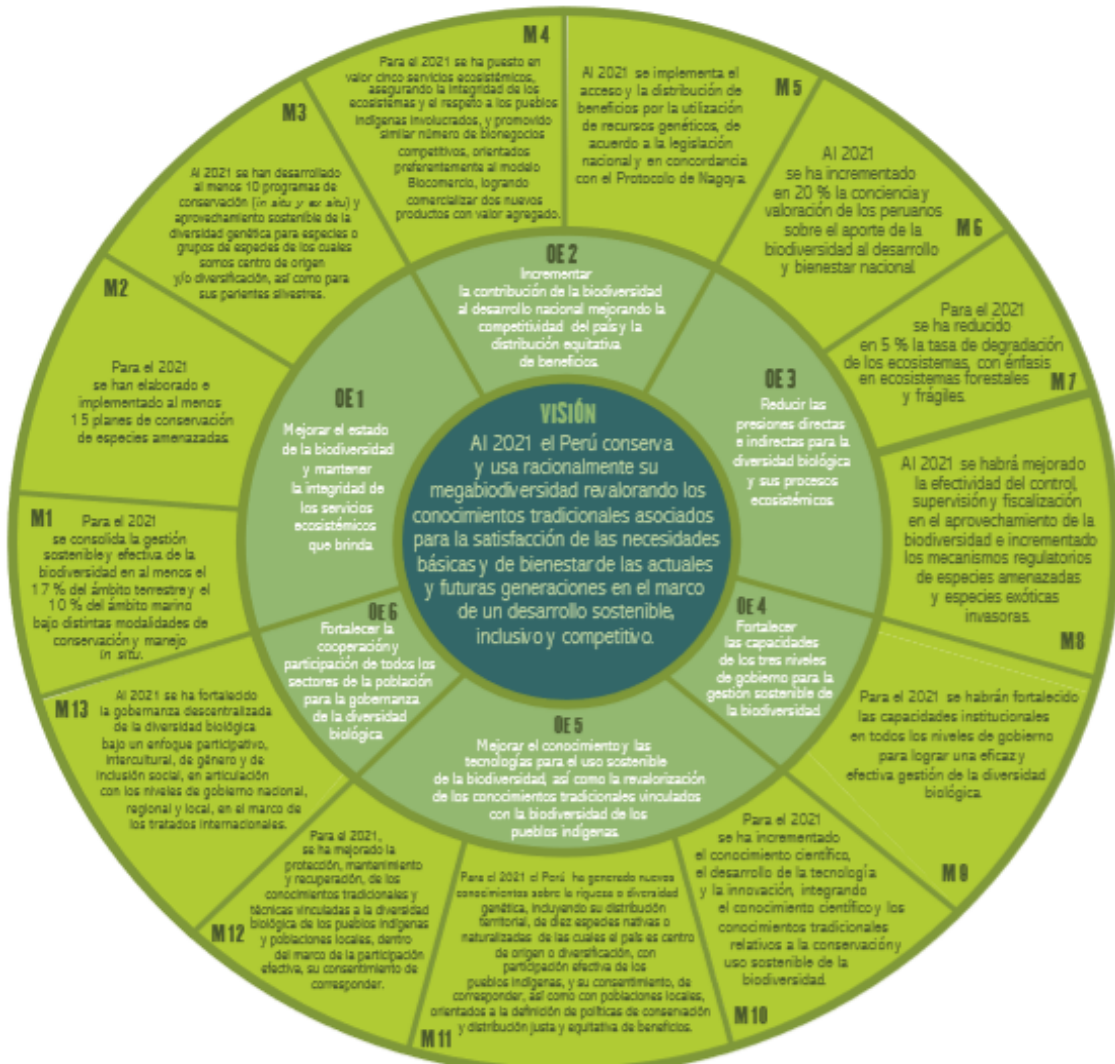 VISIÓN
Al 2021 el Perú conserva
y usa racionalmente su
megabiodiversidad revalorando los
conocimientos tradicionales asociados
para la satisfacción de las necesidades
básicas y de bienestar de las actuales
y futuras generaciones en el marco
de un desarrollo sostenible,
inclusivo y competitivo.
OE 1
Mejorar el estado
de la biodiversidad
y mantener
la integridad de
los servicios
ecosistémicos
que brinda
OE 2
Incrementar
la contribución de la biodiversidad
al desarrollo nacional mejorando la
competitividad del país y la
distribución equitativa
de beneficios.
OE 3
Reducir las
presiones directas
e indirectas para la
diversidad biológica
y sus procesos
ecosistémicos.
OE 4
Fortalecer
las capacidades
de los tres niveles
de gobierno para la
gestión sostenible de
la biodiversidad.
OE 5
Mejorar el conocimiento y las
tecnologías para el uso sostenible
de la biodiversidad, así como la revalorización
de los conocimientos tradicionales vinculados
con la biodiversidad de los
pueblos indígenas.
OE 6
Fortalecer la
cooperación y
participación de todos los
sectores de la población
para la gobernanza
de la diversidad
biológica.
M1
Para el 2021
se consolida la gestión
sostenible y efectiva de la
biodiversidad en al menos el
17 % del ámbito terrestre y el
10 % del ámbito marino
bajo distintas modalidades de
conservación y manejo
in situ.
M2
Para el 2021
se han elaborado e
implementado al menos
15 planes de conservación
de especies amenazadas.
M3
Al 2021 se han desarrollado
al menos 10 programas de
conservación (in situ y ex situ) y
aprovechamiento sostenible de la
diversidad genética para especies o
grupos de especies de los cuales
somos centro de origen
y/o diversificación, así como para
sus parientes silvestres.
M 4
Para el 2021 se ha puesto en
valor cinco servicios ecosistémicos,
asegurando la integridad de los
ecosistemas y el respeto a los pueblos
indígenas involucrados, y promovido
similar número de bionegocios
competitivos, orientados
preferentemente al modelo
Biocomercio, logrando
comercializar dos nuevos
productos con valor agregado.
M 5
Al 2021 se implementa el
acceso y la distribución de
beneficios por la utilización
de recursos genéticos, de
acuerdo a la legislación
nacional y en concordancia
con el Protocolo de Nagoya.
M 6
Al 2021
se ha incrementado
en 20 % la conciencia y
valoración de los peruanos
sobre el aporte de la
biodiversidad al desarrollo
y bienestar nacional.
M 7
Para el 2021
se ha reducido
en 5 % la tasa de degradación
de los ecosistemas, con énfasis
en ecosistemas forestales
y frágiles.
M8
Al 2021 se habrá mejorado
la efectividad del control,
supervisión y fiscalización
en el aprovechamiento de la
biodiversidad e incrementado
los mecanismos regulatorios
de especies amenazadas
y especies exóticas
invasoras.
M9
Para el 2021 se habrán fortalecido
las capacidades institucionales
en todos los niveles de gobierno
para lograr una eficaz y
efectiva gestión de la diversidad
biológica.
M10
Para el 2021
se ha incrementado
el conocimiento científico,
el desarrollo de la tecnología
y la innovación, integrando
el conocimiento científico y los
conocimientos tradicionales
relativos a la conservación y
uso sostenible de la
biodiversidad.
M11
Para el 2021 el Perú ha generado nuevos
conocimientos sobre la riqueza o diversidad
genética, incluyendo su distribución
territorial, de diez especies nativas o
naturalizadas de las cuales el país es centro
de origen o diversificación, con
participación efectiva de los
pueblos indígenas, y su consentimiento, de
corresponder, así como con poblaciones locales,
orientados a la definición de políticas de conservación
y distribución justa y equitativa de beneficios.
M12
Para el 2021,
se ha mejorado la
protección, mantenimiento
y recuperación, de los
conocimientos tradicionales y
técnicas vinculadas a la diversidad
biológica de los pueblos indígenas
y poblaciones locales, dentro
del marco de la participación
efectiva, su consentimiento de
corresponder.
M13
Al 2021 se ha fortalecido
la gobernanza descentralizada
de la diversidad biológica
bajo un enfoque participativo,
intercultural, de género y de
inclusión social, en articulación
con los niveles de gobierno nacional,
regional y local, en el marco de
los tratados internacionales.